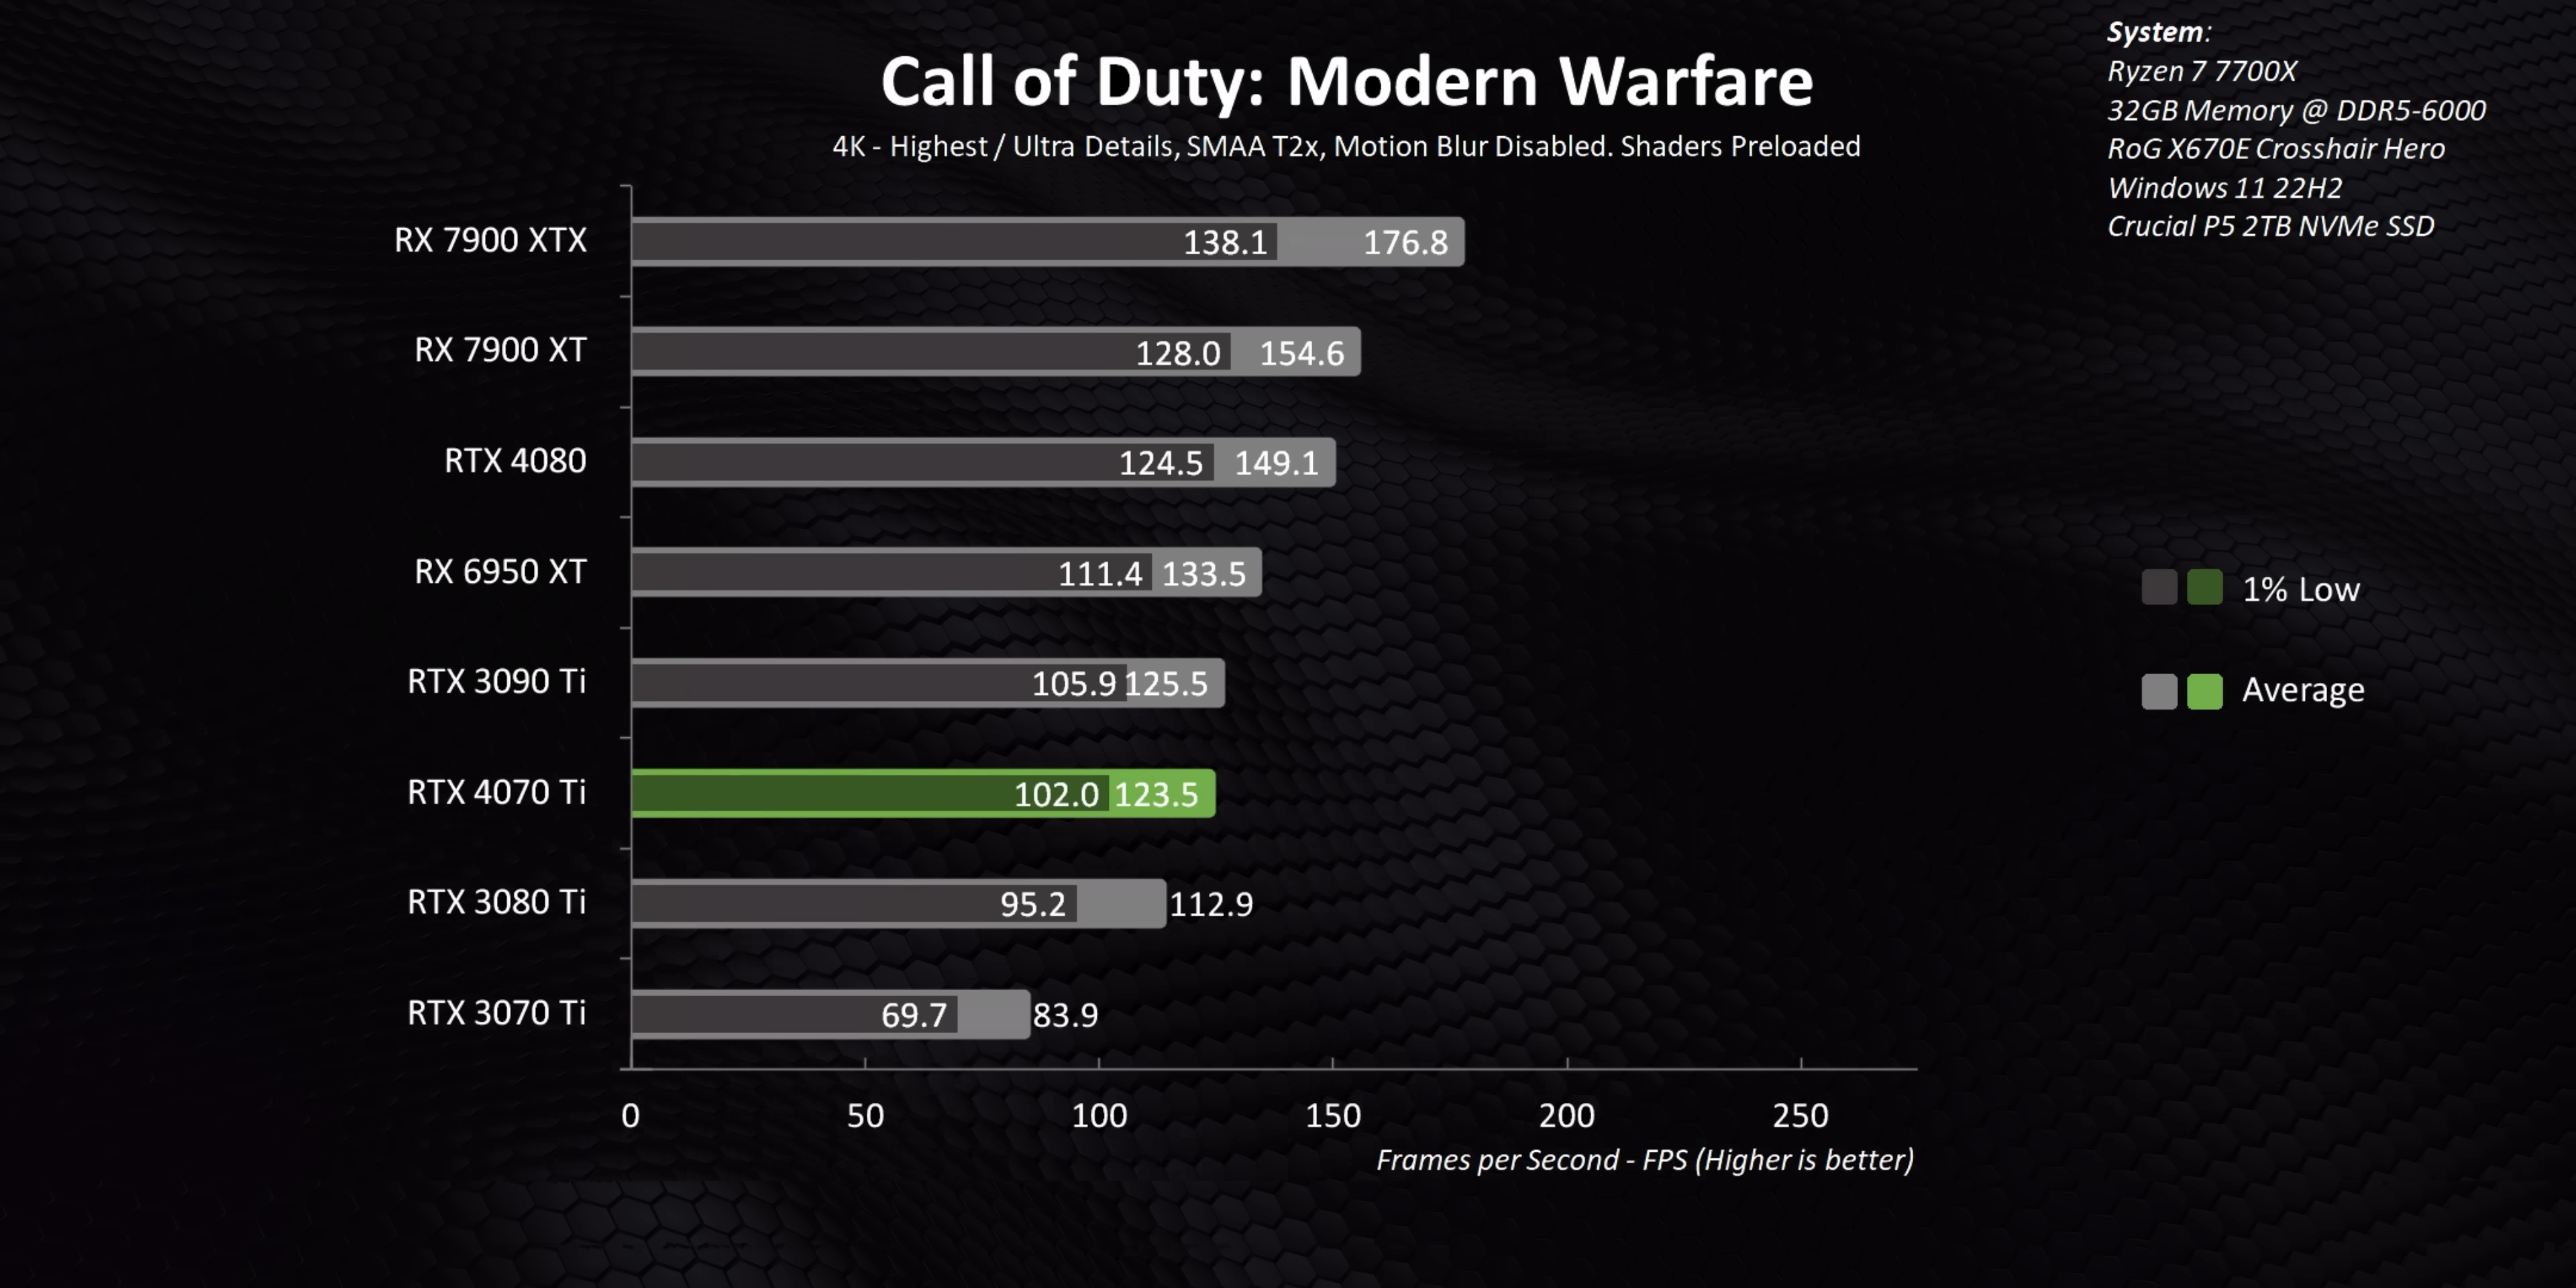 Call of Duty: Modern Warfare
4K - Highest / Ultra Details, SMAA T2x, Motion Blur Disabled. Shaders Preloaded
System:
Ryzen 7 7700X
32GB Memory @ DDR5-6000
RoG X670E Crosshair Hero
Windows 11 22H2
Crucial P5 2TB NVMe SSD
RX 7900 XTX 138.1 176.8
RX 7900 XT 128.0 154.6
RTX 4080 124.5 149.1
RX 6950 XT 111.4 133.5
RTX 3090 Ti 105.9 125.5
RTX 4070 Ti 102.0 123.5
RTX 3080 Ti 95.2 112.9
RTX 3070 Ti 69.7 83.9
0 50 100 150 200 250
Frames per Second - FPS (Higher is better)
1% Low
Average